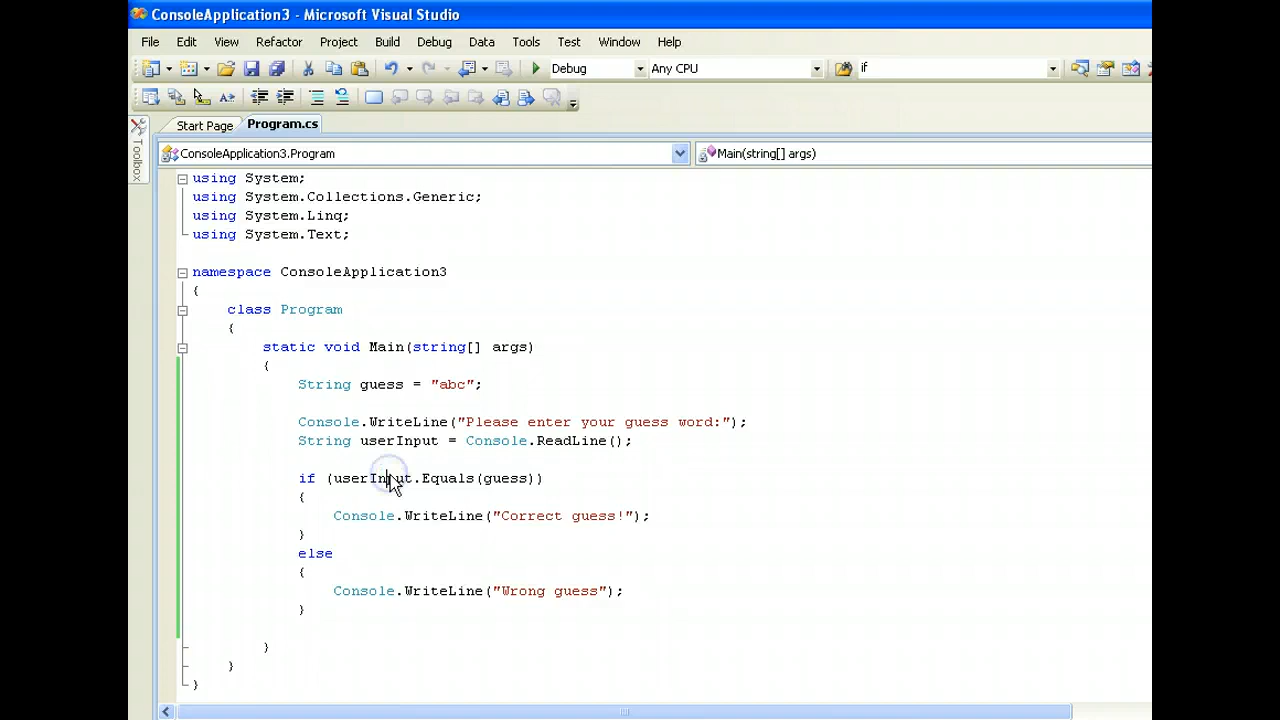 ConsoleApplication3 - Microsoft Visual Studio
File Edit View Refactor Project Build Debug Data Tools Test Window Help
Debug Any CPU if
Start Page Program.cs
Toolbox
ConsoleApplication3.Program Main(string[] args)
using System;
using System.Collections.Generic;
using System.Linq;
using System.Text;
namespace ConsoleApplication3
{
class Program
{
static void Main(string[] args)
{
String guess = "abc";
Console.WriteLine("Please enter your guess word:");
String userInput = Console.ReadLine();
if (userInput.Equals(guess))
{
Console.WriteLine("Correct guess!");
}
else
{
Console.WriteLine("Wrong guess");
}
}
}
}